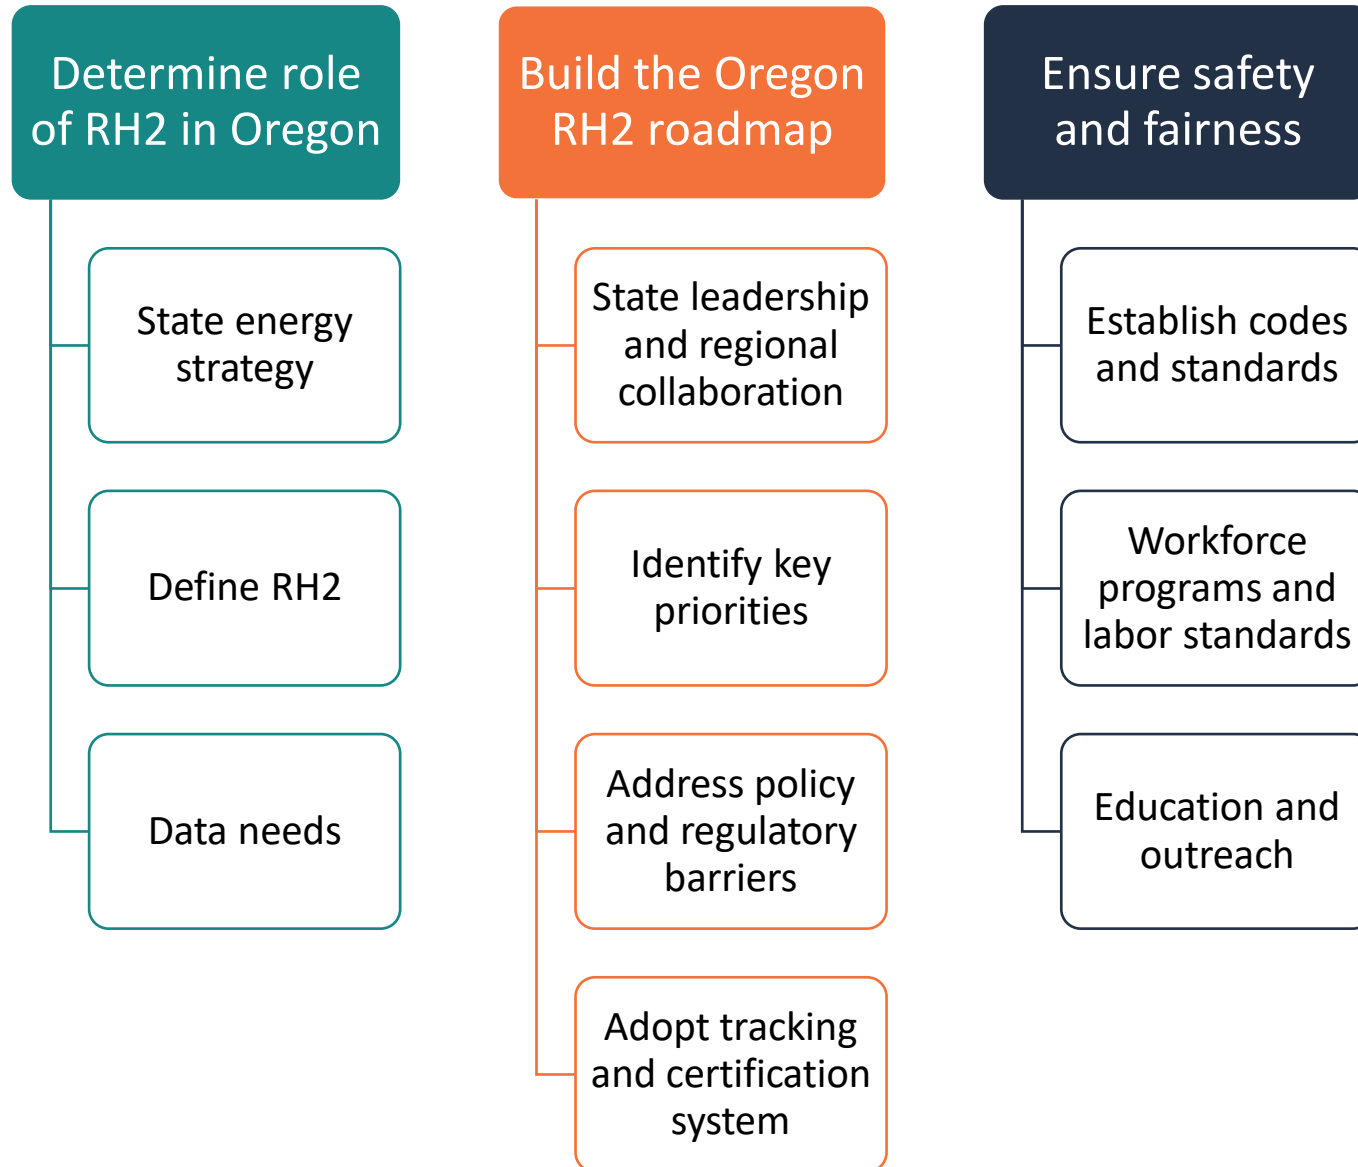 Determine role
of RH2 in Oregon
State energy
strategy
Define RH2
Data needs
Build the Oregon
RH2 roadmap
State leadership
and regional
collaboration
Identify key
priorities
Address policy
and regulatory
barriers
Adopt tracking
and certification
system
Ensure safety
and fairness
Establish codes
and standards
Workforce
programs and
labor standards
Education and
outreach